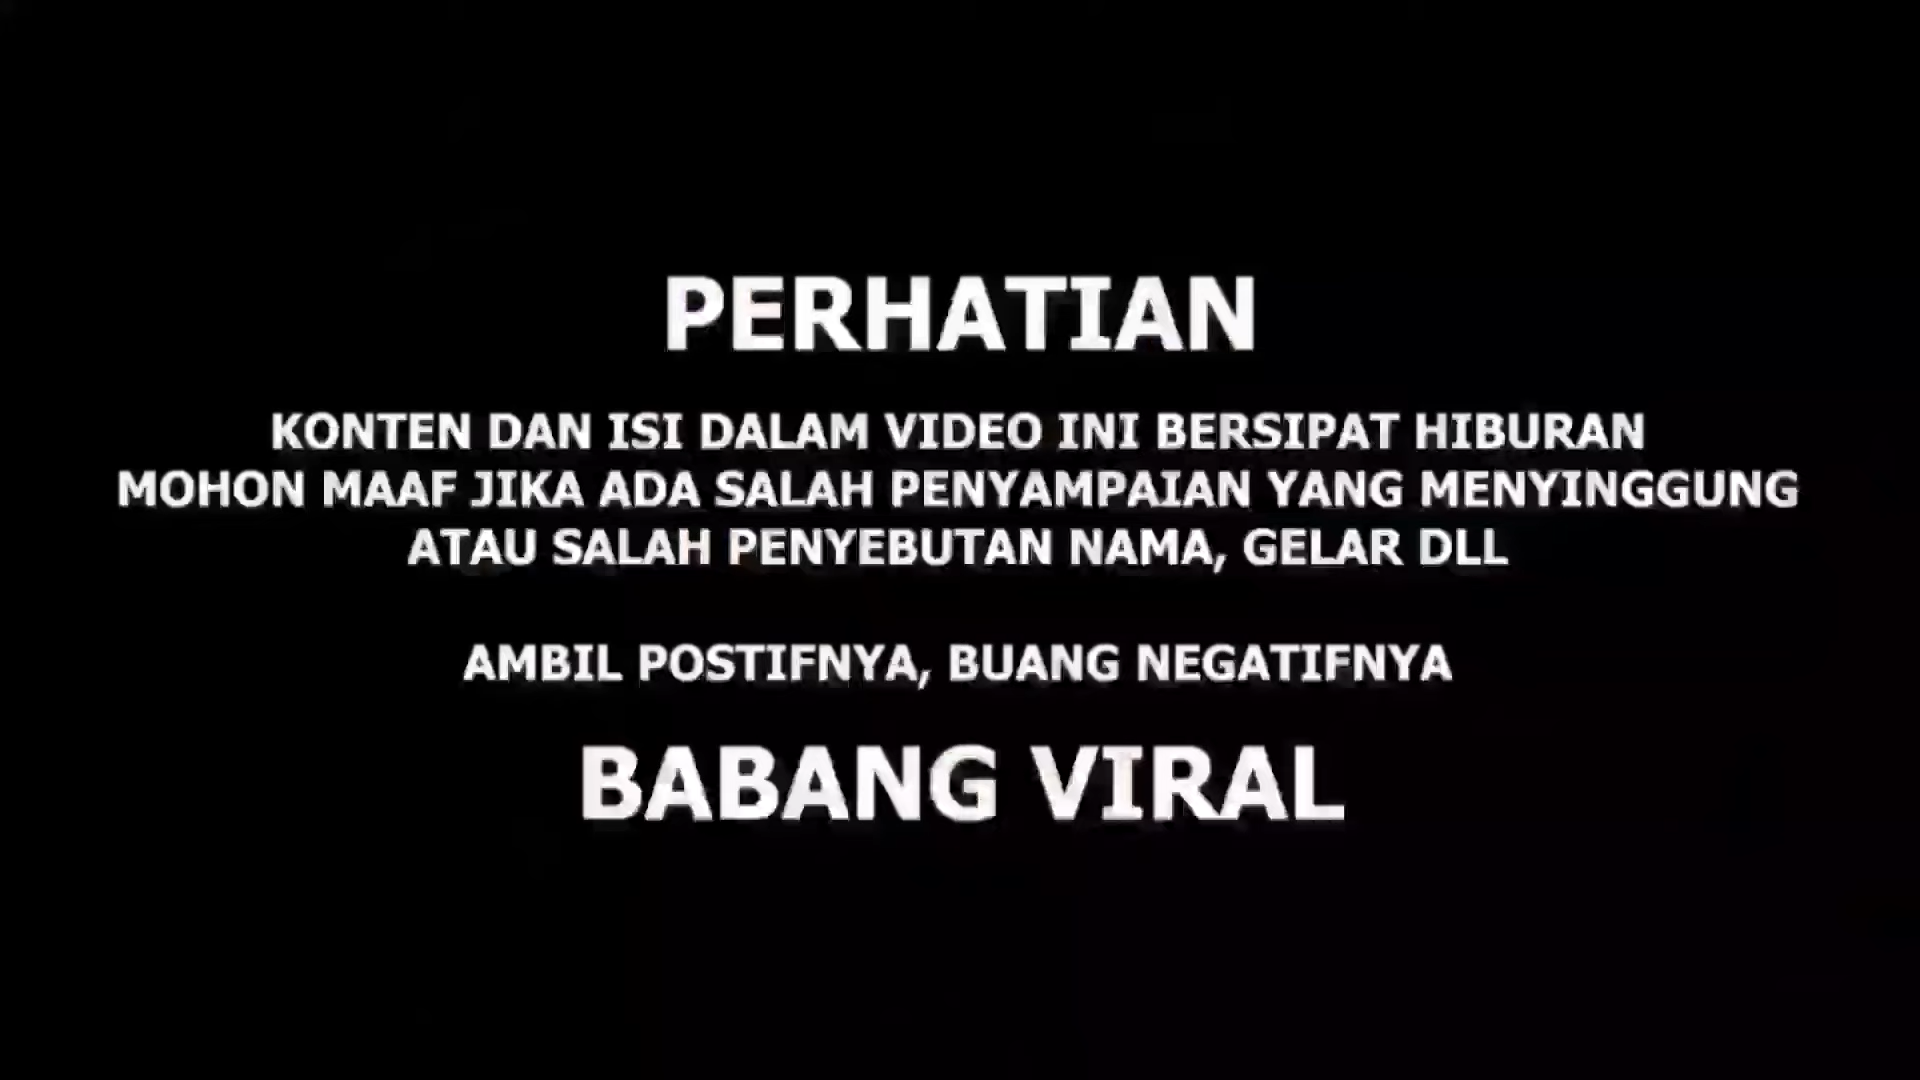 PERHATIAN
KONTEN DAN ISI DALAM VIDEO INI BERSIPAT HIBURAN
MOHON MAAF JIKA ADA SALAH PENYAMPAIAN YANG MENYINGGUNG
ATAU SALAH PENYEBUTAN NAMA, GELAR DLL
AMBIL POSTIFNYA, BUANG NEGATIFNYA
BABANG VIRAL